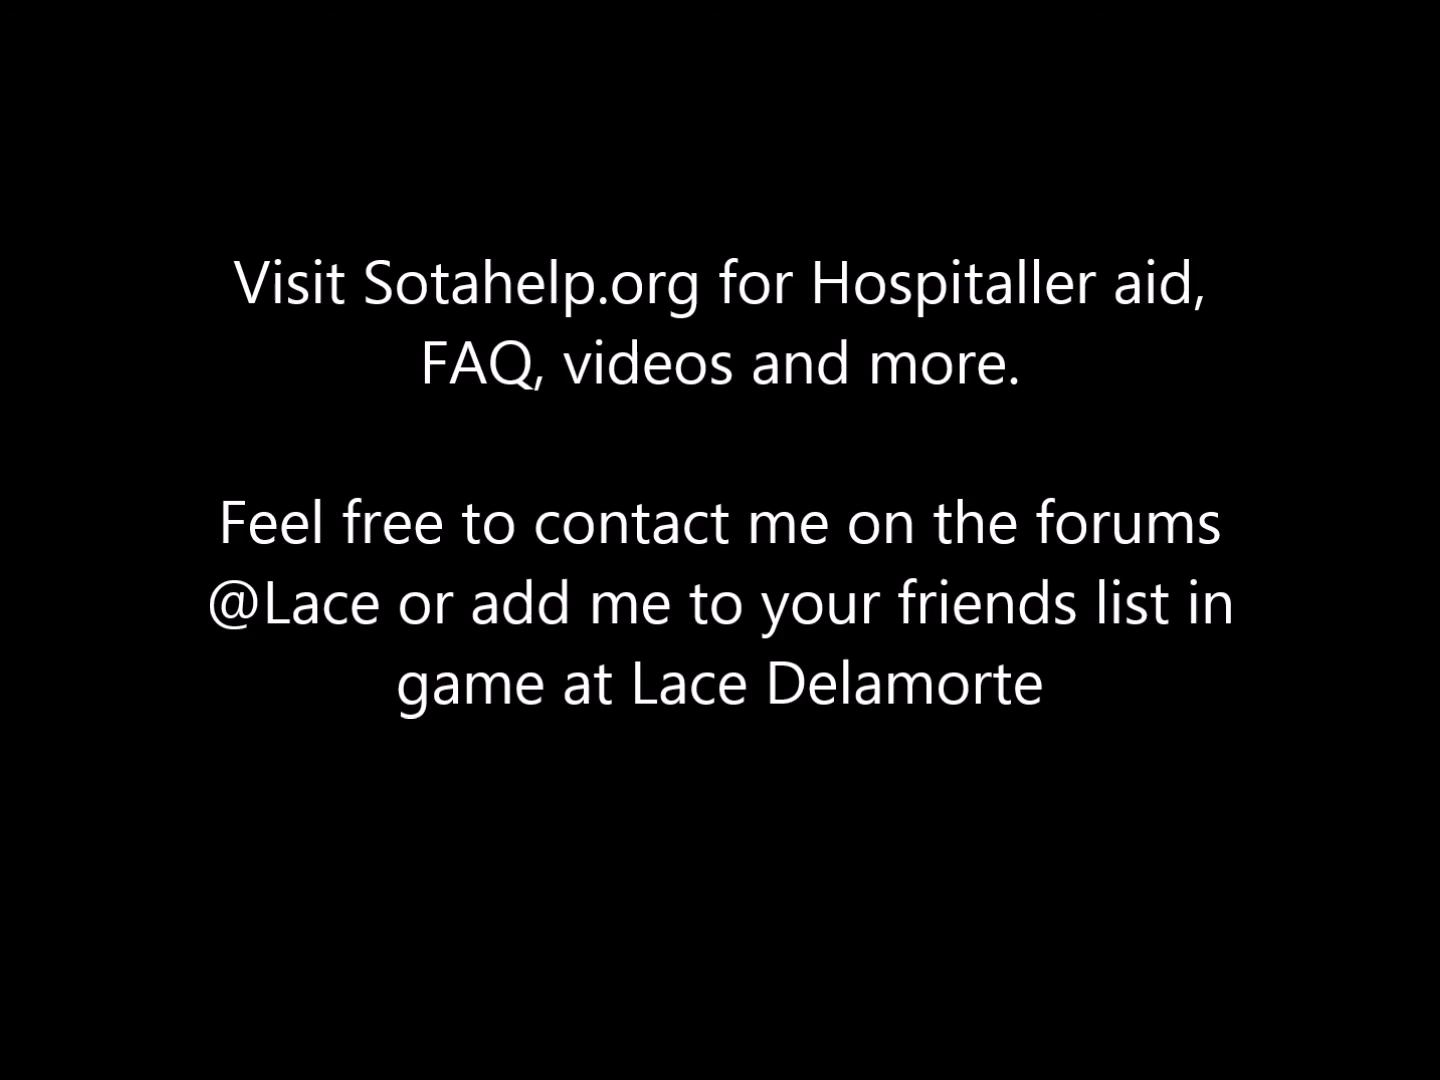 Visit Sotahelp.org for Hospitaller aid,
FAQ, videos and more.
Feel free to contact me on the forums
@Lace or add me to your friends list in
game at Lace Delamorte